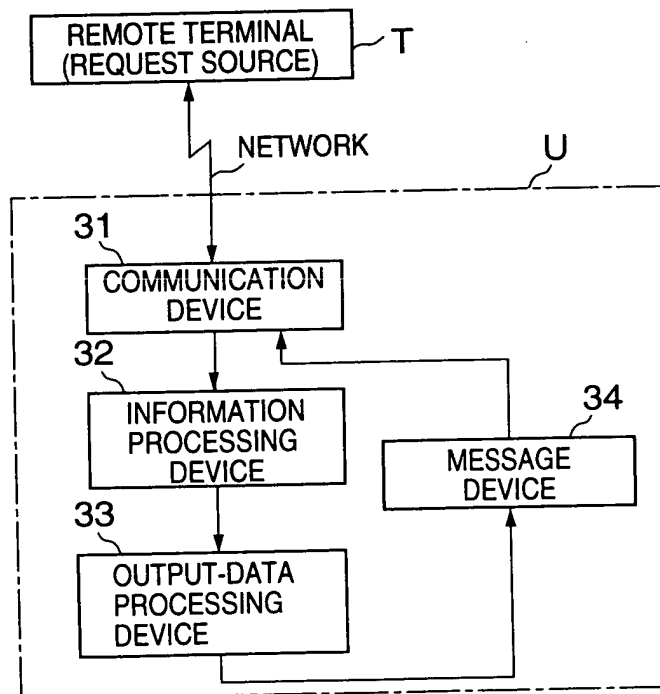 REMOTE TERMINAL
(REQUEST SOURCE)
T
NETWORK
U
31
COMMUNICATION
DEVICE
32
INFORMATION
PROCESSING
DEVICE
34
MESSAGE
DEVICE
33
OUTPUT-DATA
PROCESSING
DEVICE